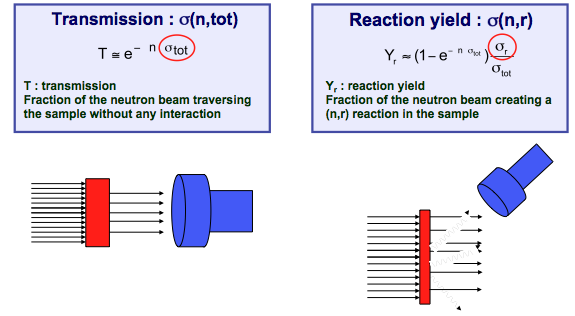 Transmission : σ(n,tot)
T ≃ e⁻ ⁿ σtot
T : transmission
Fraction of the neutron beam traversing
the sample without any interaction
Reaction yield : σ(n,r)
Yr ≈ (1 – e⁻ ⁿ σtot ) σr / σtot
Yr : reaction yield
Fraction of the neutron beam creating a
(n,r) reaction in the sample